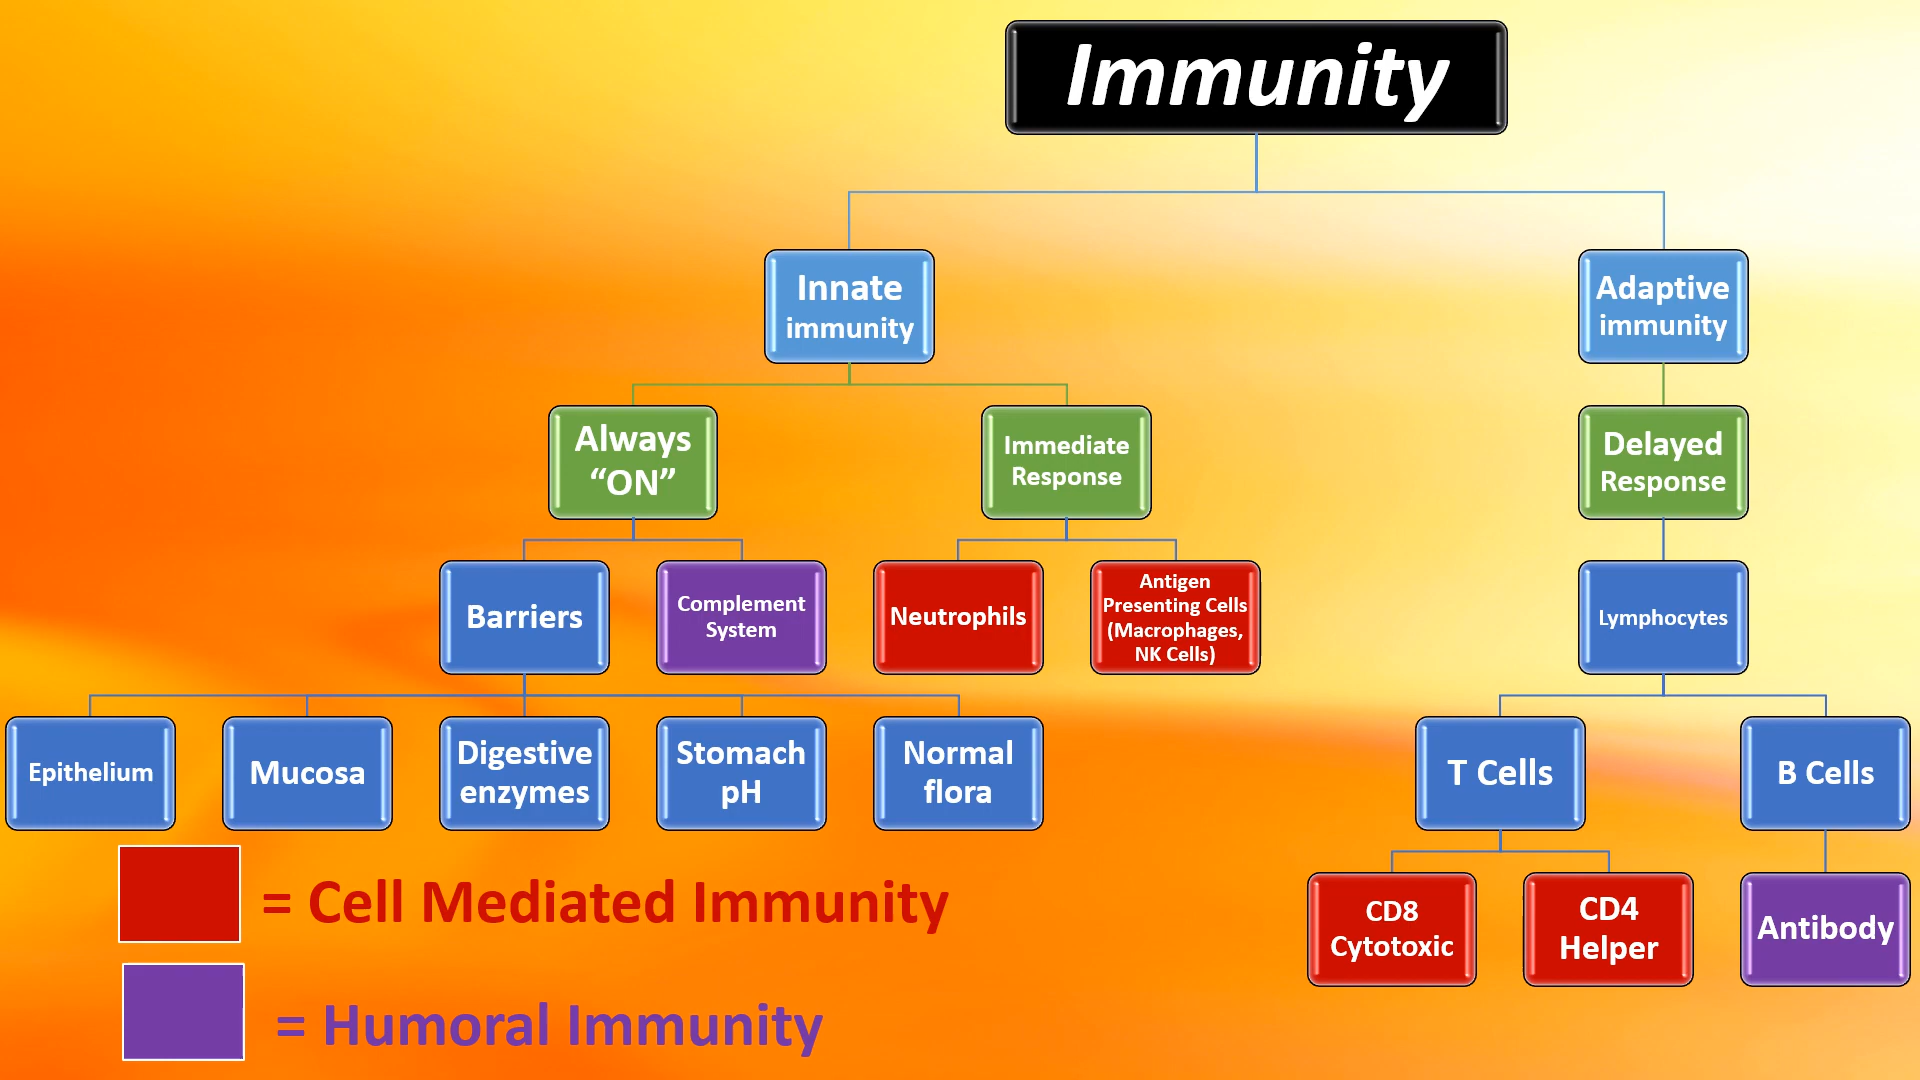 Immunity
Innate
immunity
Adaptive
immunity
Always
“ON”
Immediate
Response
Delayed
Response
Barriers
Complement
System
Neutrophils
Antigen
Presenting Cells
(Macrophages,
NK Cells)
Lymphocytes
Epithelium
Mucosa
Digestive
enzymes
Stomach
pH
Normal
flora
T Cells
B Cells
CD8
Cytotoxic
CD4
Helper
Antibody
= Cell Mediated Immunity
= Humoral Immunity